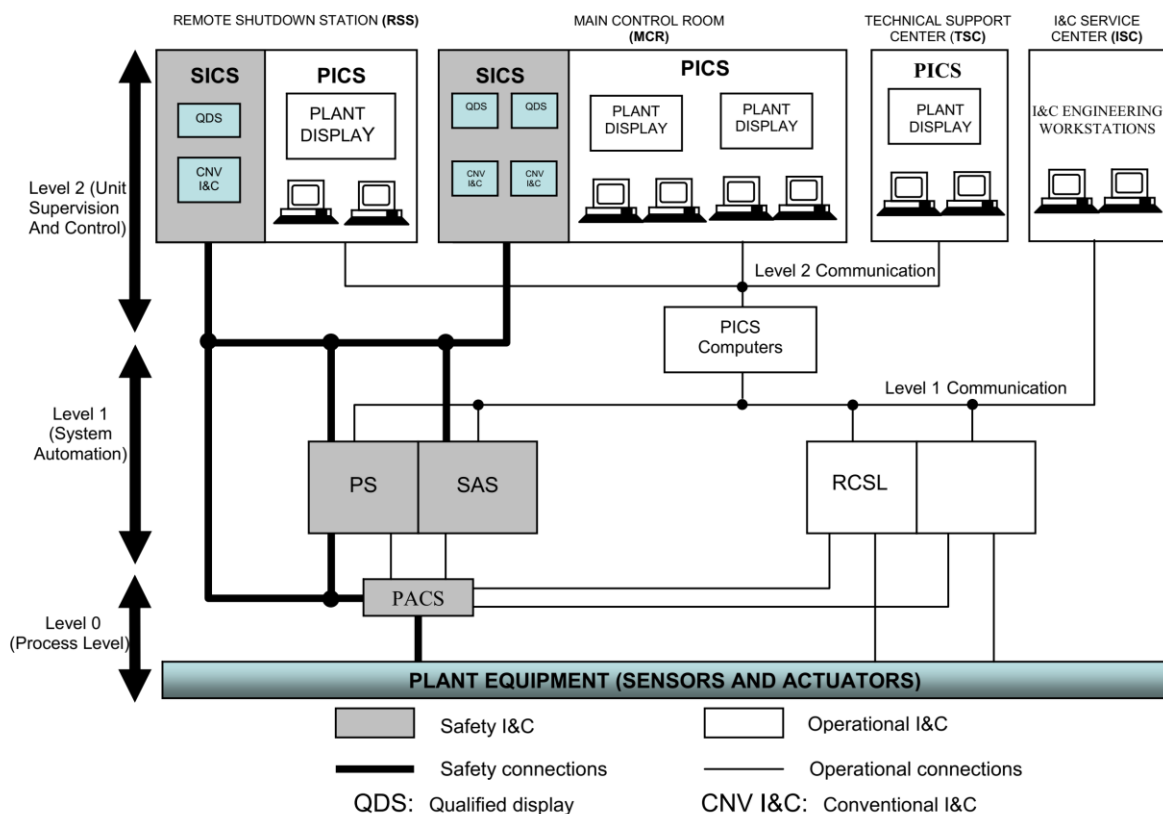 REMOTE SHUTDOWN STATION (RSS)
MAIN CONTROL ROOM
(MCR)
TECHNICAL SUPPORT
CENTER (TSC)
I&C SERVICE
CENTER (ISC)
SICS
PICS
SICS
PICS
PICS
QDS
PLANT
DISPLAY
QDS
QDS
PLANT
DISPLAY
PLANT
DISPLAY
PLANT
DISPLAY
I&C ENGINEERING
WORKSTATIONS
CNV
I&C
CNV
I&C
CNV
I&C
Level 2 (Unit
Supervision
And Control)
Level 2 Communication
PICS
Computers
Level 1 Communication
Level 1
(System
Automation)
PS
SAS
RCSL
PACS
Level 0
(Process Level)
PLANT EQUIPMENT (SENSORS AND ACTUATORS)
Safety I&C
Operational I&C
Safety connections
Operational connections
QDS: Qualified display
CNV I&C: Conventional I&C